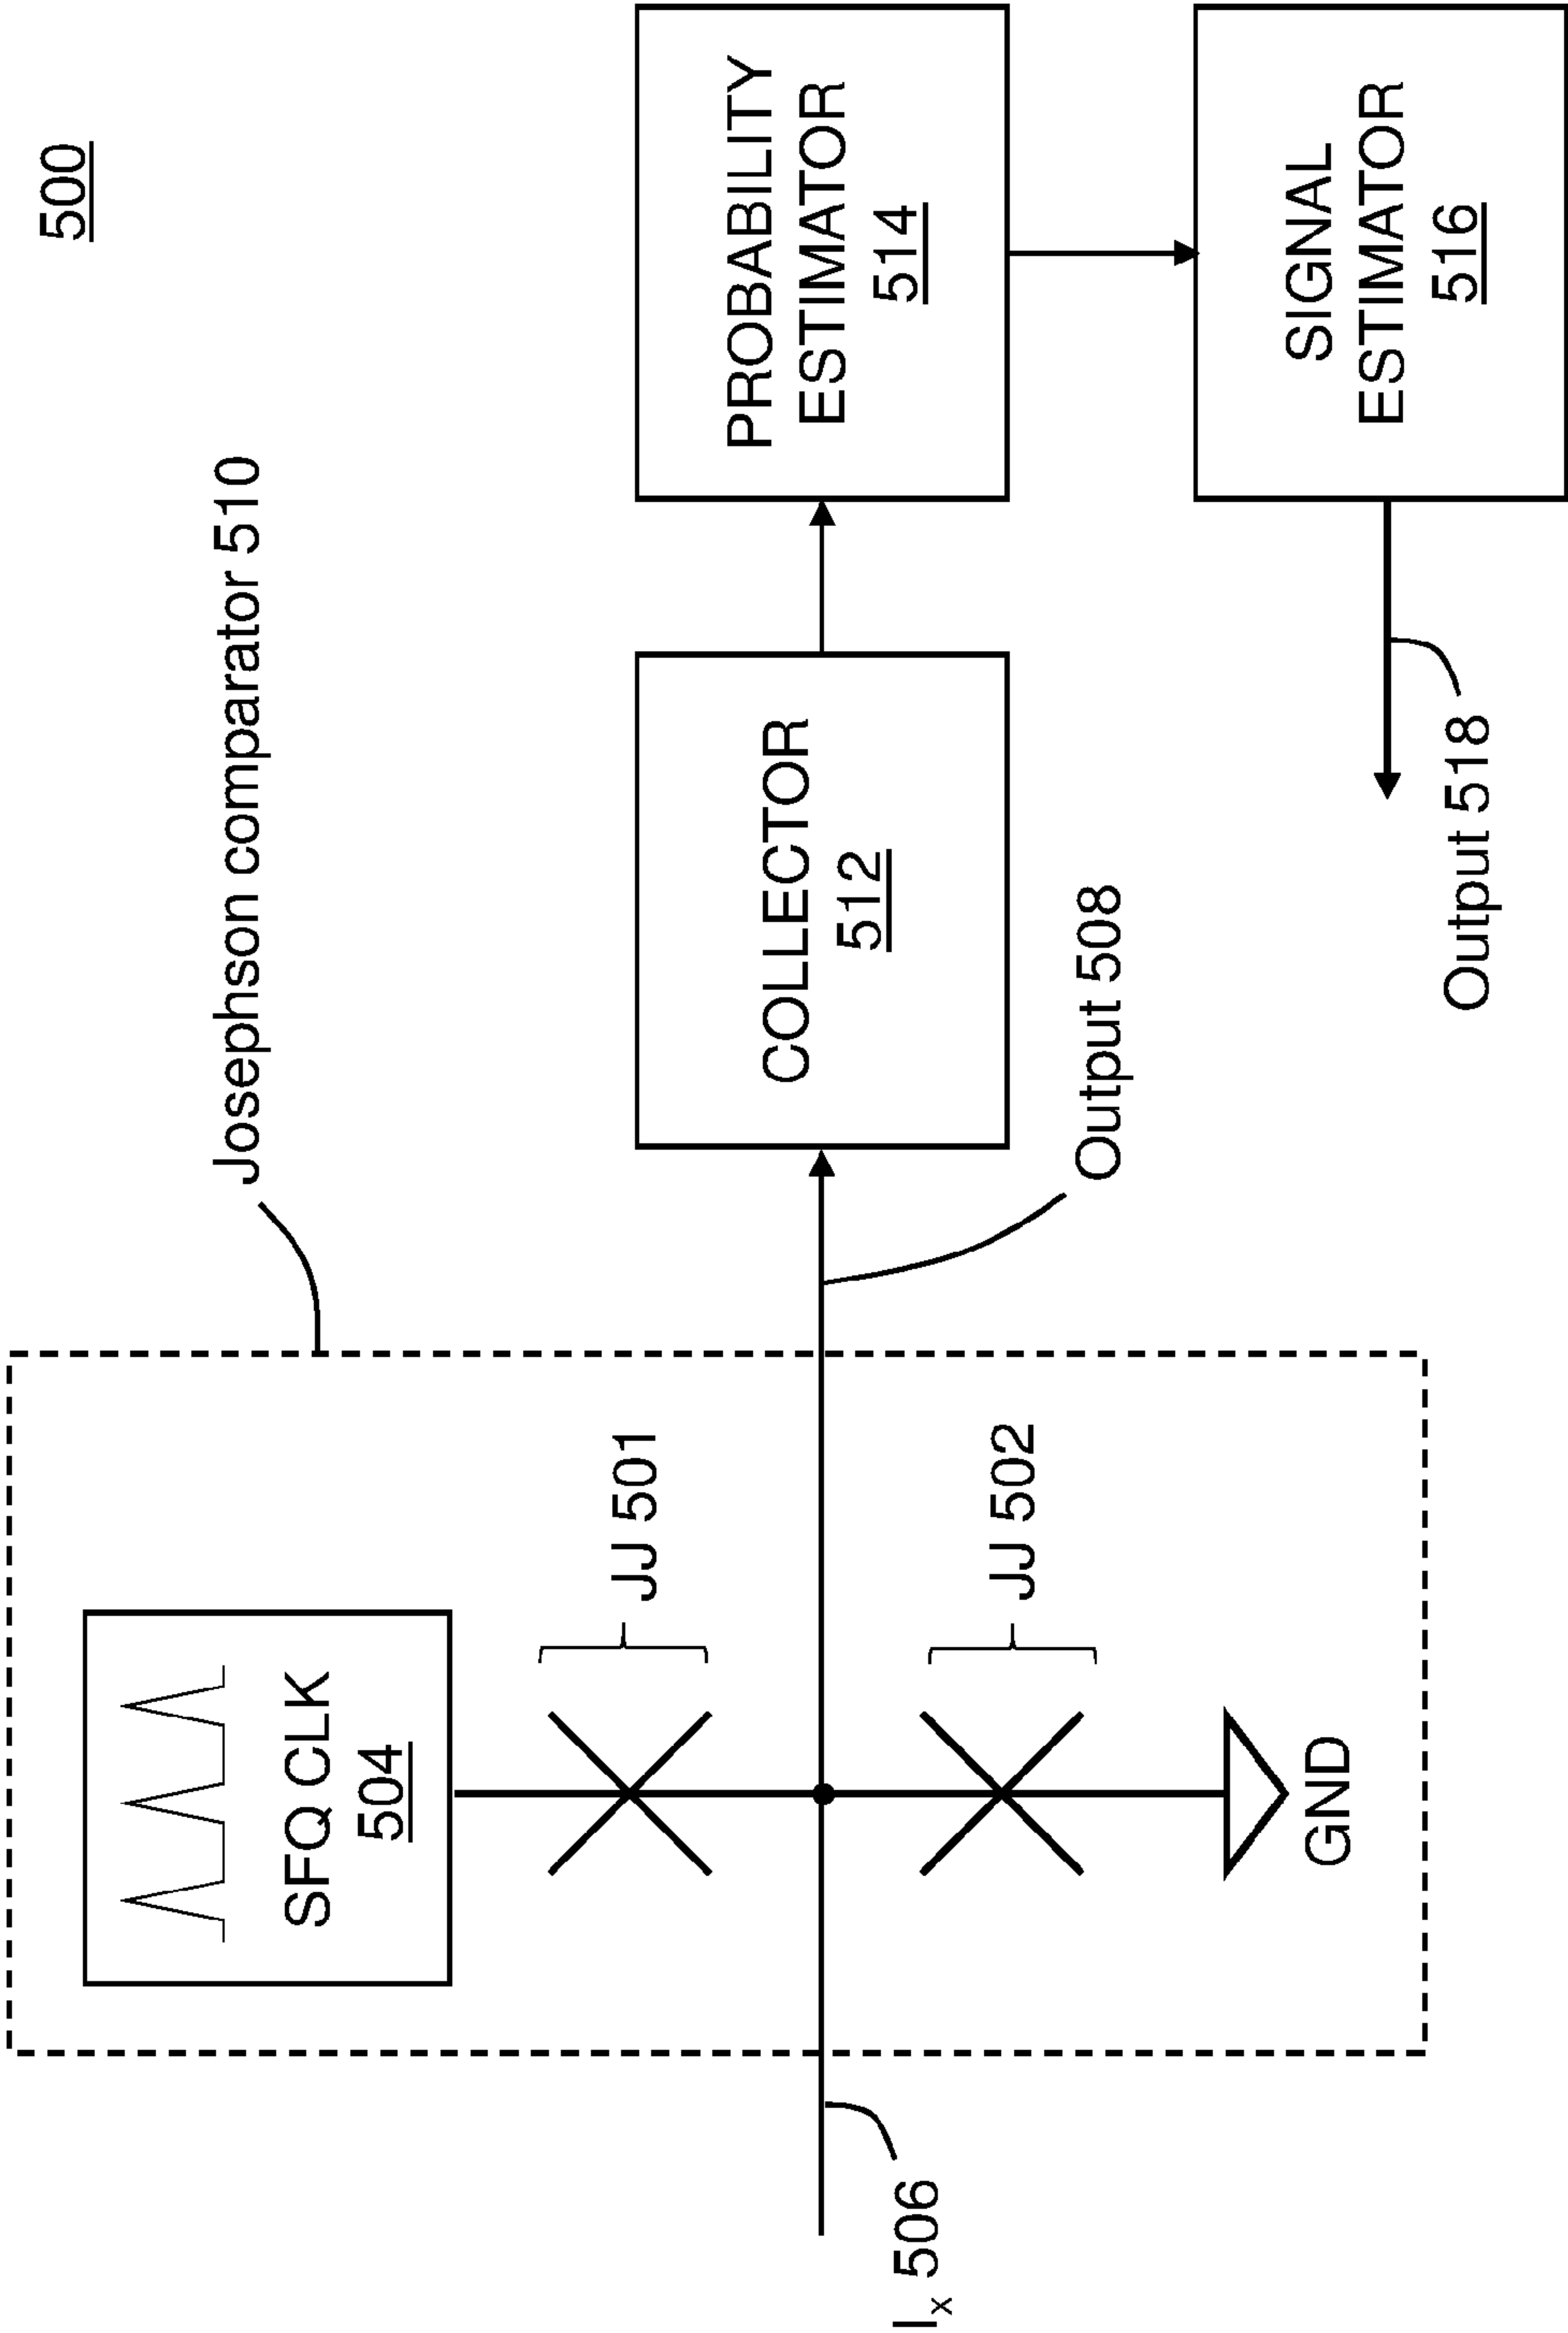 500
Josephson comparator 510
SFQ CLK
504
JJ 501
JJ 502
GND
Iₓ 506
Output 508
COLLECTOR
512
PROBABILITY
ESTIMATOR
514
SIGNAL
ESTIMATOR
516
Output 518